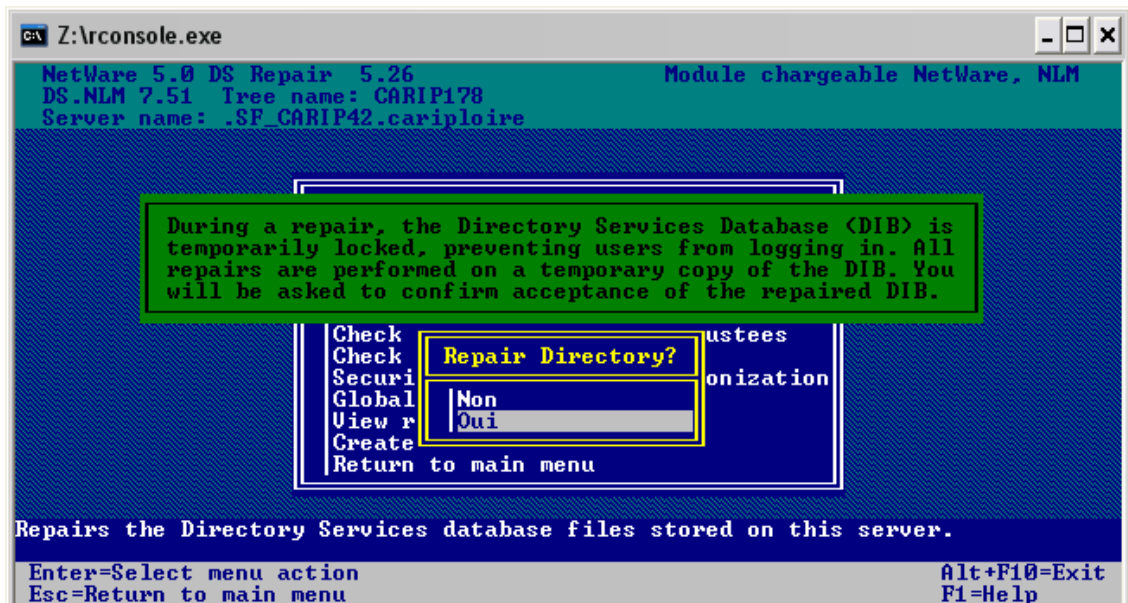 Z:\rconsole.exe
NetWare 5.0 DS Repair 5.26 Module chargeable NetWare, NLM
DS.NLM 7.51 Tree name: CARIP178
Server name: .SF_CARIP42.cariploire
During a repair, the Directory Services Database (DIB) is
temporarily locked, preventing users from logging in. All
repairs are performed on a temporary copy of the DIB. You
will be asked to confirm acceptance of the repaired DIB.
Check ustees
Check Repair Directory?
Securi onization
Global Non
View r Oui
Create
Return to main menu
Repairs the Directory Services database files stored on this server.
Enter=Select menu action Alt+F10=Exit
Esc=Return to main menu F1=Help